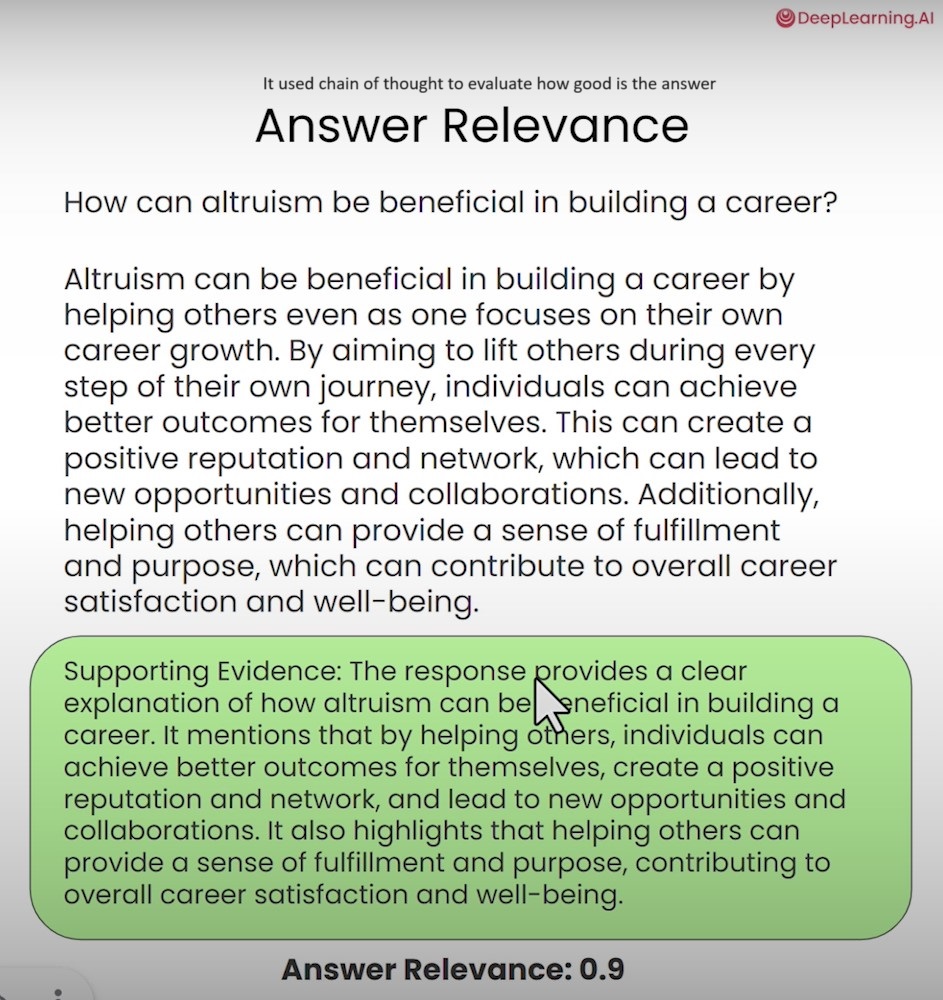 DeepLearning.AI
It used chain of thought to evaluate how good is the answer
Answer Relevance
How can altruism be beneficial in building a career?
Altruism can be beneficial in building a career by
helping others even as one focuses on their own
career growth. By aiming to lift others during every
step of their own journey, individuals can achieve
better outcomes for themselves. This can create a
positive reputation and network, which can lead to
new opportunities and collaborations. Additionally,
helping others can provide a sense of fulfillment
and purpose, which can contribute to overall career
satisfaction and well-being.
Supporting Evidence: The response provides a clear
explanation of how altruism can be beneficial in building a
career. It mentions that by helping others, individuals can
achieve better outcomes for themselves, create a positive
reputation and network, and lead to new opportunities and
collaborations. It also highlights that helping others can
provide a sense of fulfillment and purpose, contributing to
overall career satisfaction and well-being.
Answer Relevance: 0.9